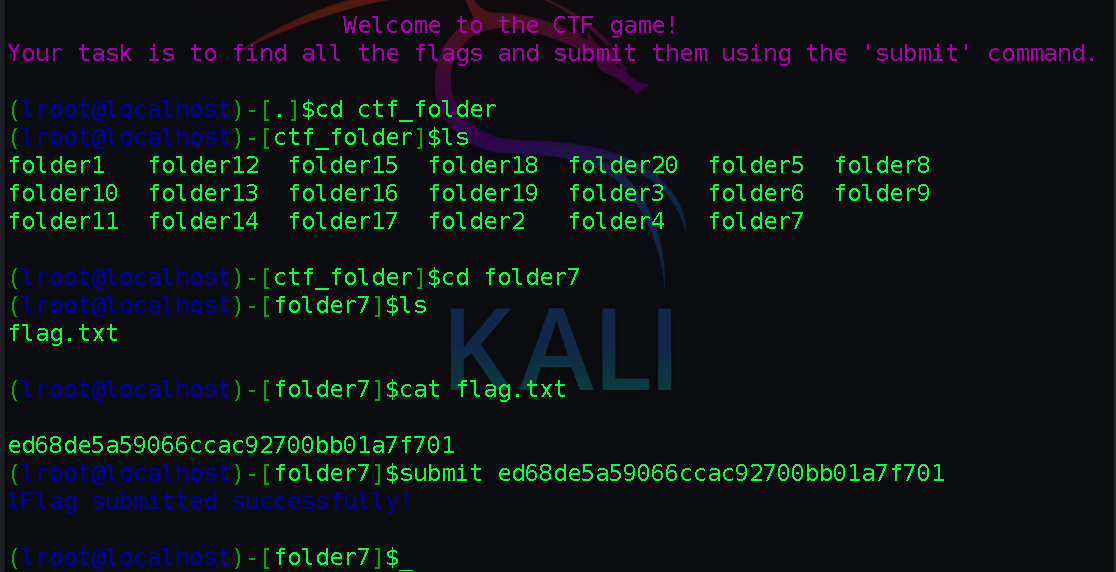 Welcome to the CTF game!
Your task is to find all the flags and submit them using the 'submit' command.
(lroot@localhost)-[.]$cd ctf_folder
(lroot@localhost)-[ctf_folder]$ls
folder1 folder12 folder15 folder18 folder20 folder5 folder8
folder10 folder13 folder16 folder19 folder3 folder6 folder9
folder11 folder14 folder17 folder2 folder4 folder7
(lroot@localhost)-[ctf_folder]$cd folder7
(lroot@localhost)-[folder7]$ls
flag.txt
KALI
(lroot@localhost)-[folder7]$cat flag.txt
ed68de5a59066ccac92700bb01a7f701
(lroot@localhost)-[folder7]$submit ed68de5a59066ccac92700bb01a7f701
lFlag submitted successfully!
(lroot@localhost)-[folder7]$_